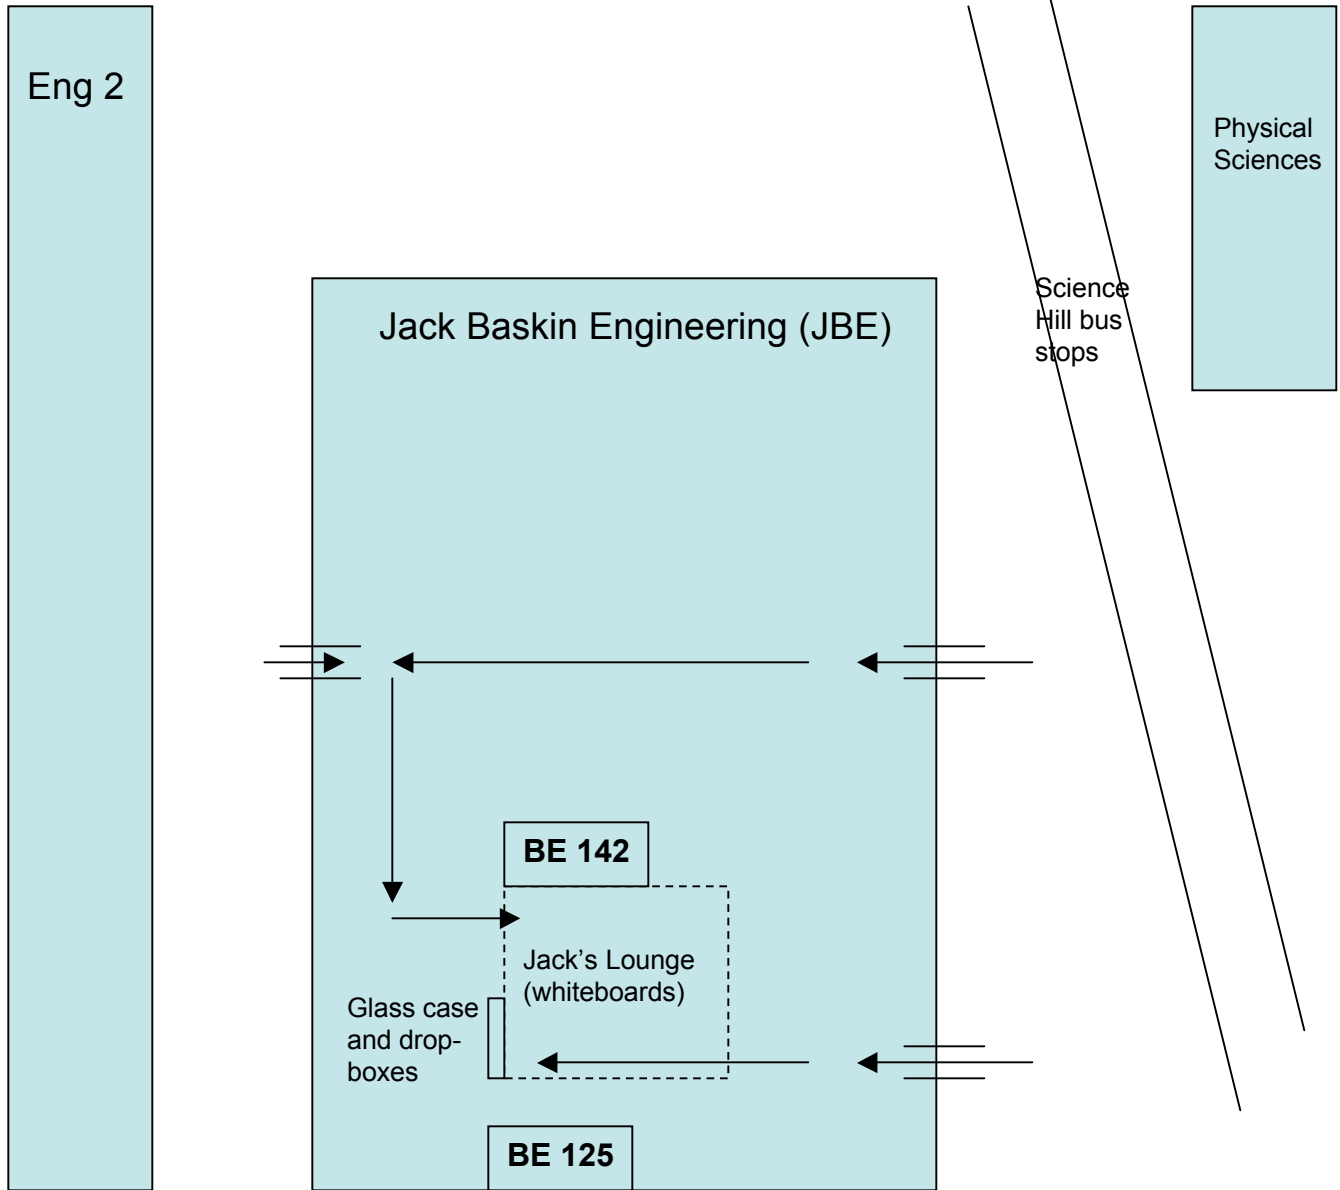 Eng 2
Physical
Sciences
Science
Hill bus
stops
Jack Baskin Engineering (JBE)
BE 142
Jack’s Lounge
(whiteboards)
Glass case
and drop-
boxes
BE 125